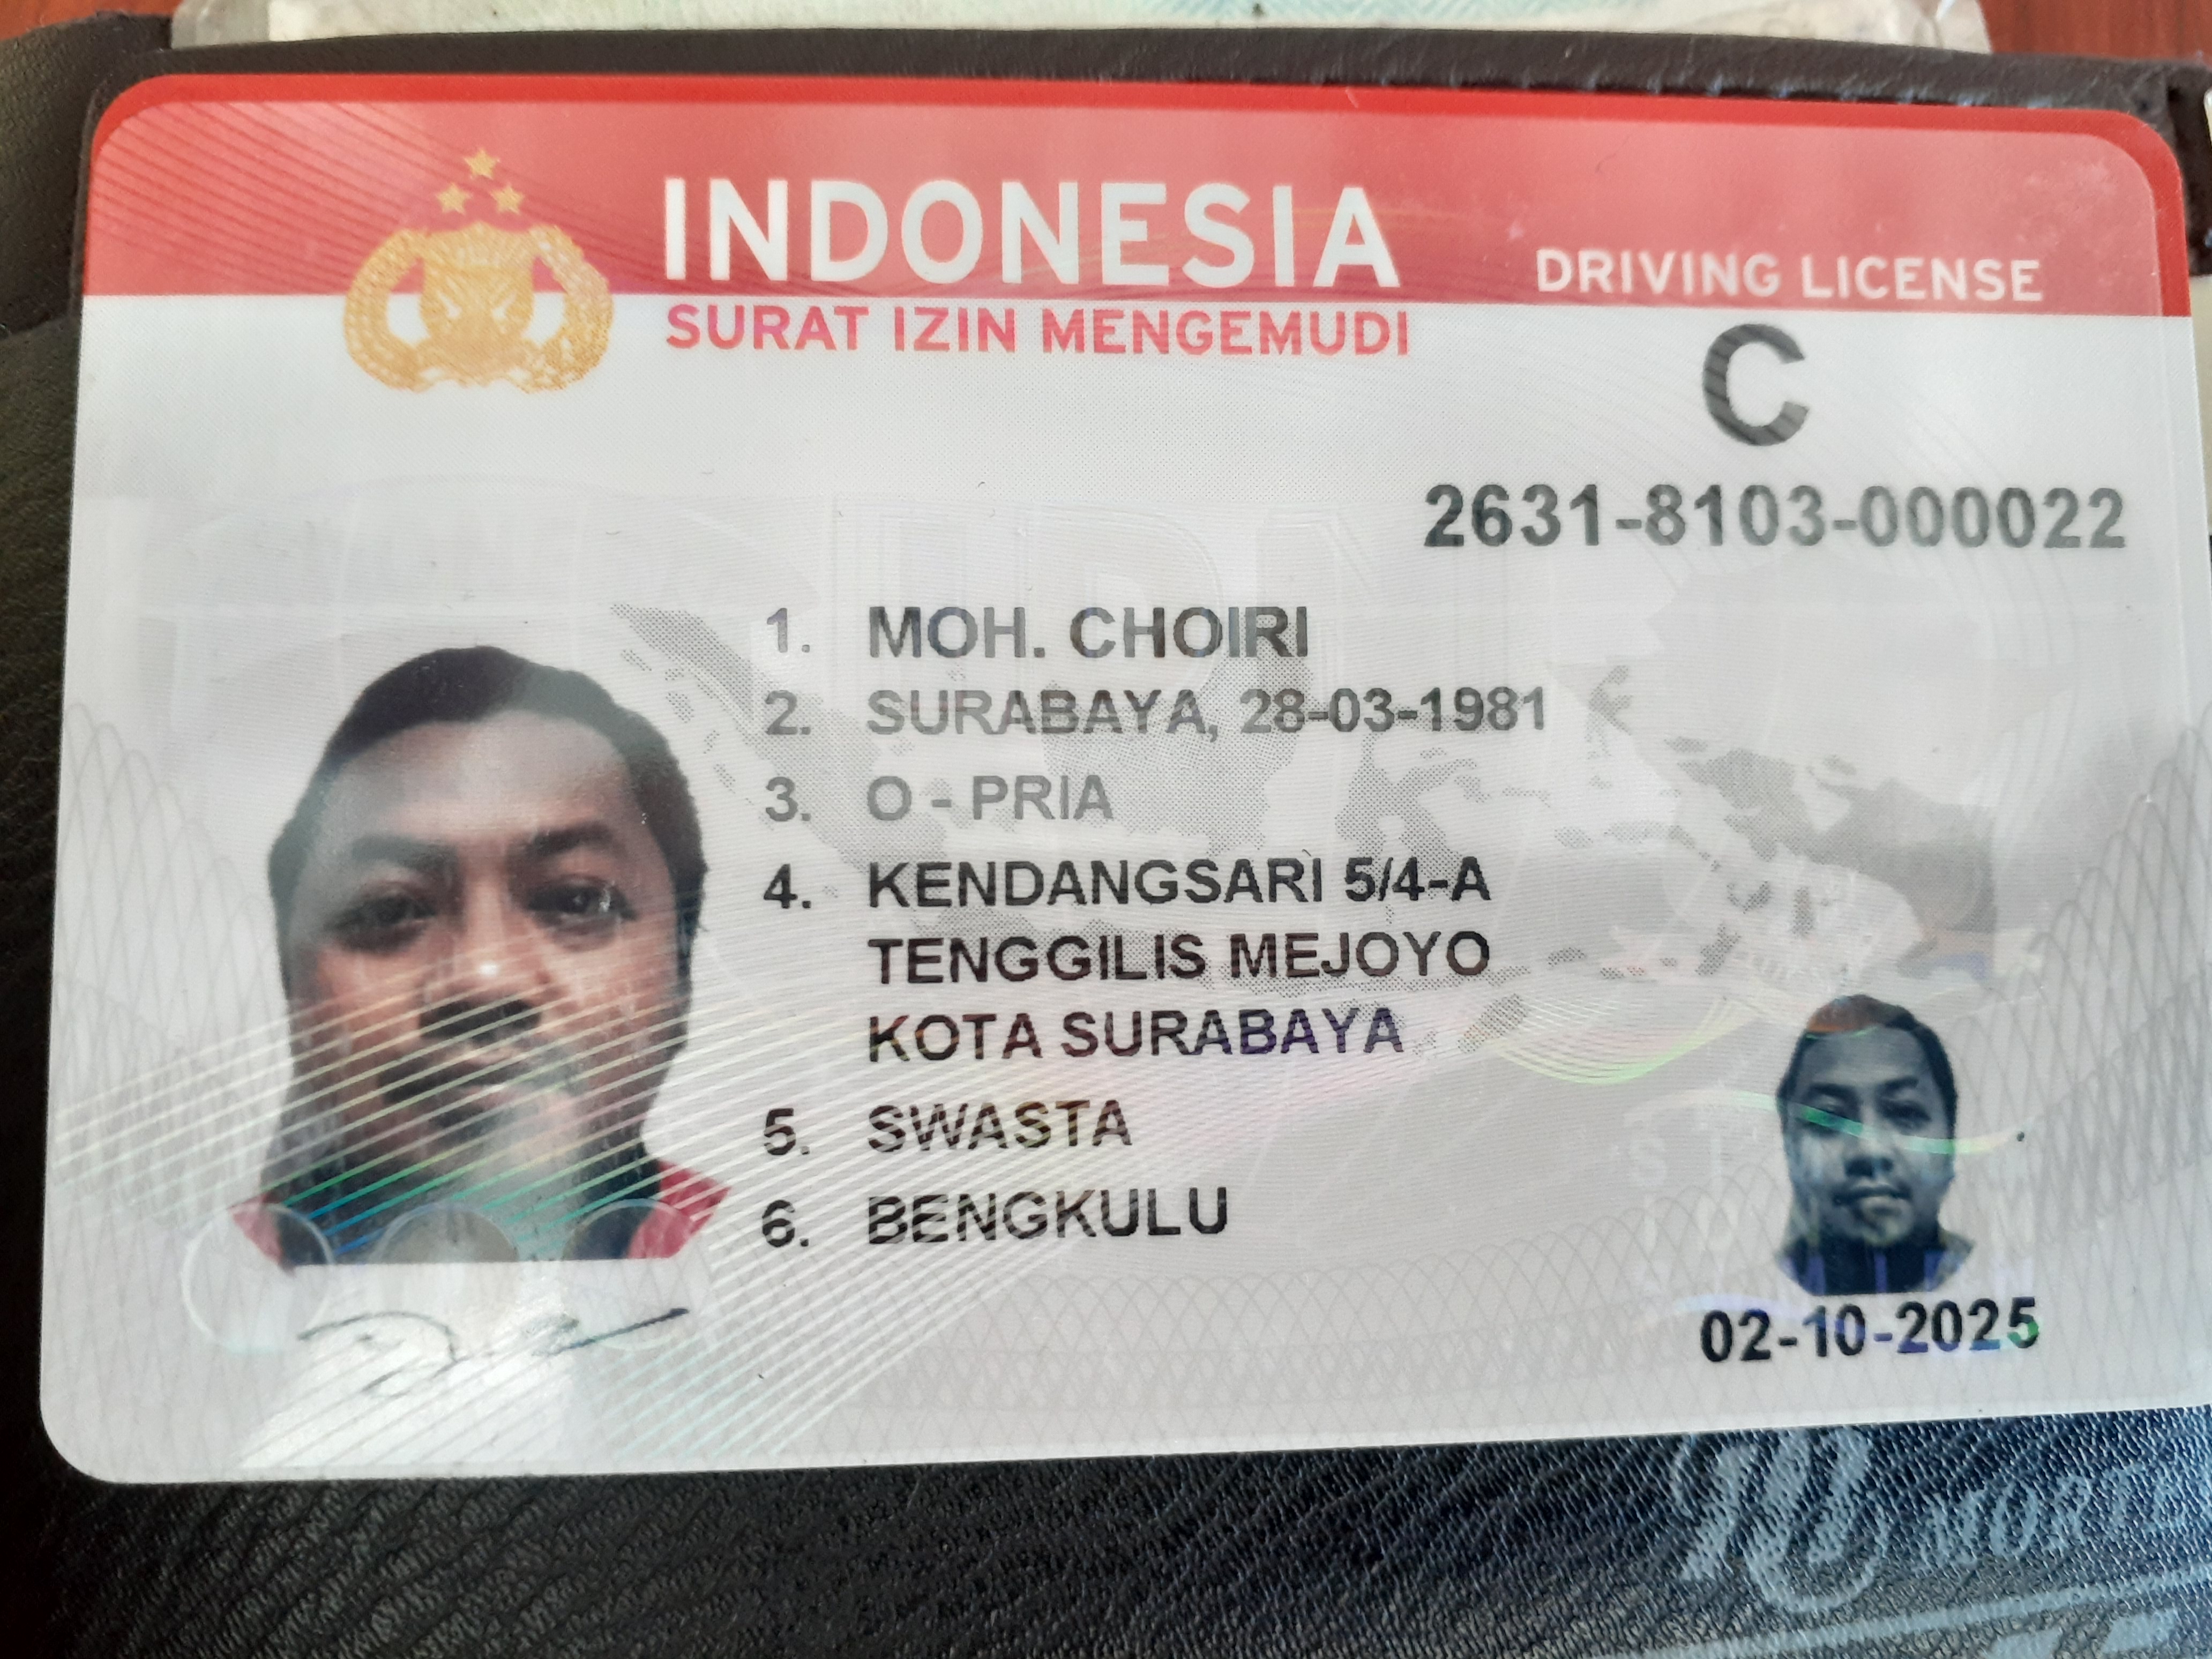 INDONESIA DRIVING LICENSE
SURAT IZIN MENGEMUDI
C
2631-8103-000022
1. MOH. CHOIRI
2. SURABAYA, 28-03-1981
3. O - PRIA
4. KENDANGSARI 5/4-A
TENGGILIS MEJOYO
KOTA SURABAYA
5. SWASTA
6. BENGKULU
02-10-2025